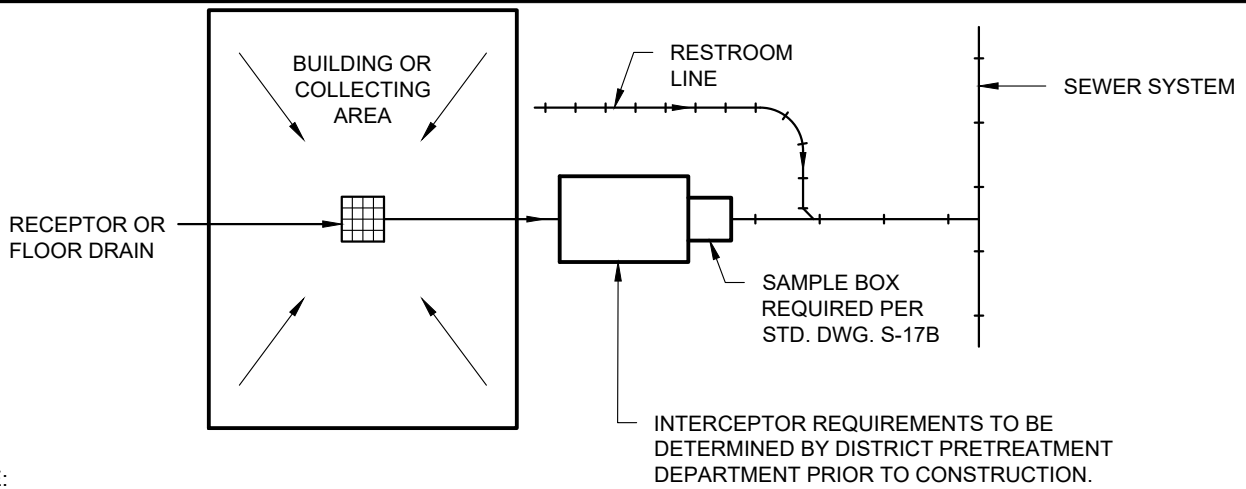 BUILDING OR
COLLECTING
AREA
RESTROOM
LINE
SEWER SYSTEM
RECEPTOR OR
FLOOR DRAIN
SAMPLE BOX
REQUIRED PER
STD. DWG. S-17B
INTERCEPTOR REQUIREMENTS TO BE
DETERMINED BY DISTRICT PRETREATMENT
DEPARTMENT PRIOR TO CONSTRUCTION.